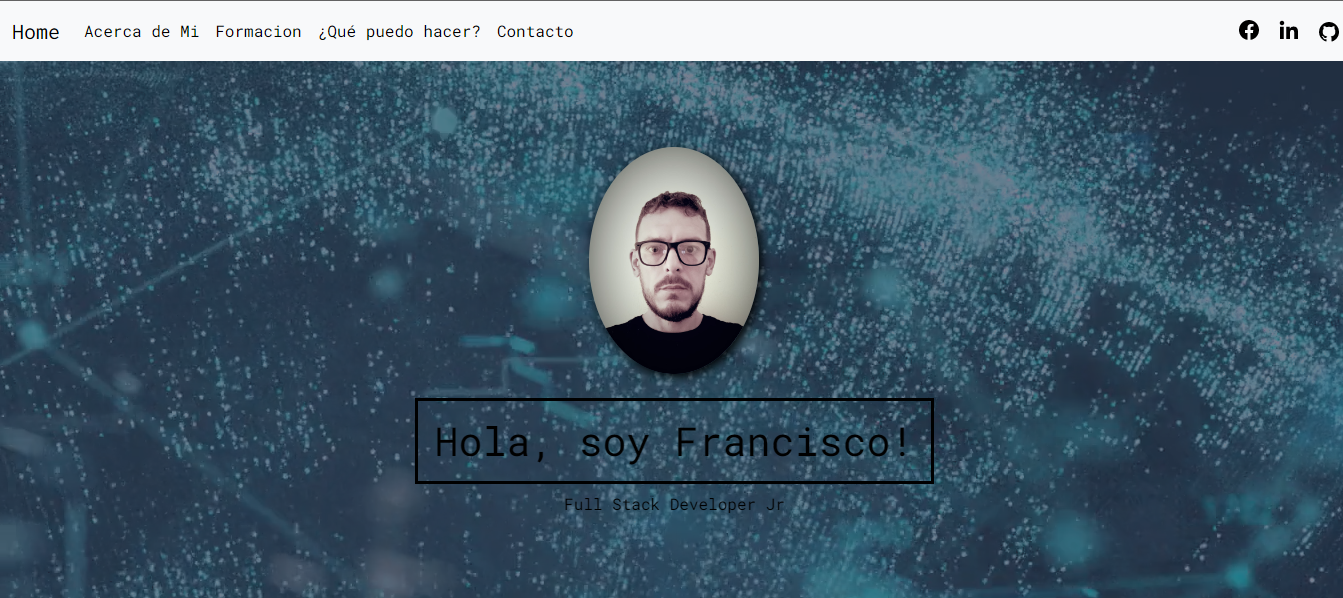 Home Acerca de Mi Formacion ¿Qué puedo hacer? Contacto
Hola, soy Francisco!
Full Stack Developer Jr